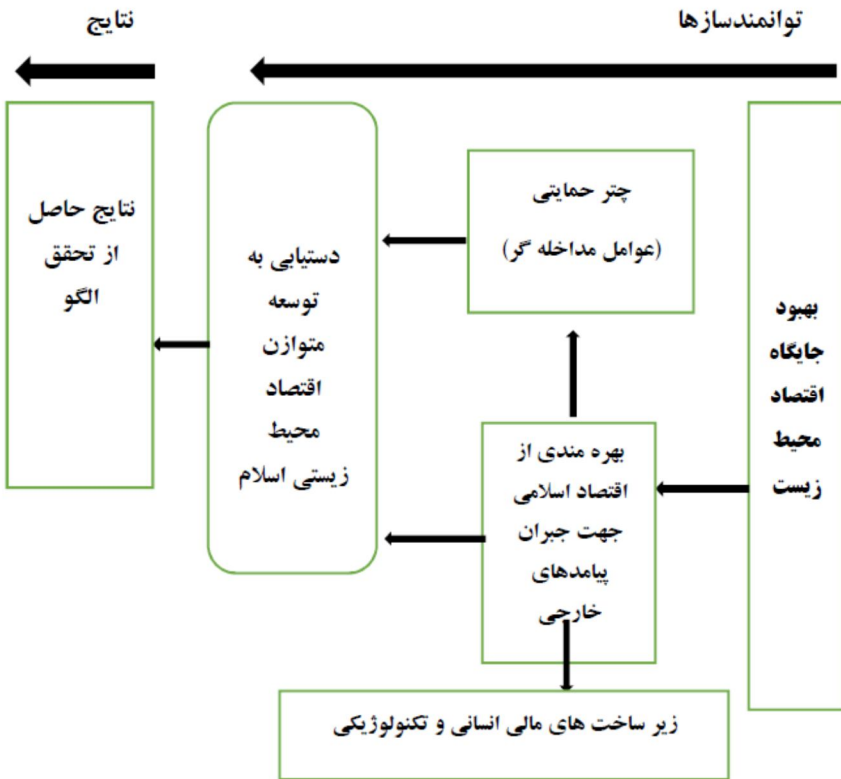 توانمندسازها
نتایج
بهبود
جایگاه
اقتصاد
محیط
زیست
چتر حمایتی
(عوامل مداخله گر)
بهره مندی از
اقتصاد اسلامی
جهت جبران
پیامدهای
خارجی
زیر ساخت های مالی انسانی و تکنولوژیکی
دستیابی به
توسعه
متوازن
اقتصاد
محیط
زیستی اسلام
نتایج حاصل
از تحقق
الگو